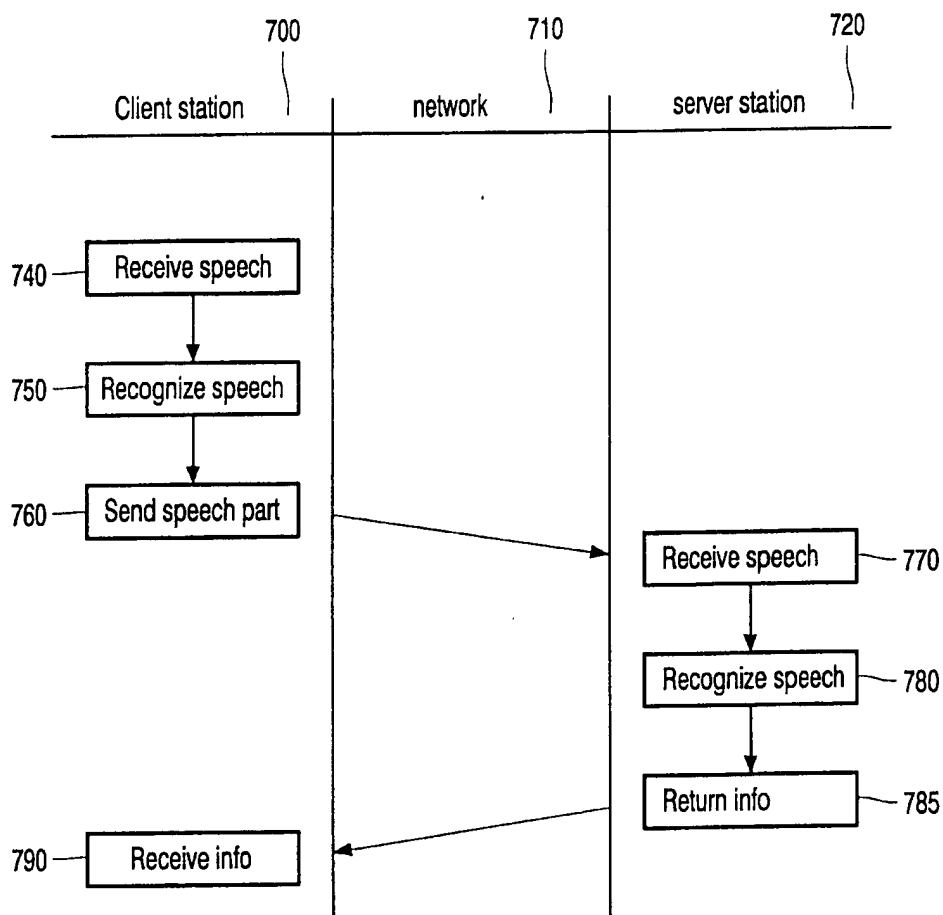 700 710 720
Client station network server station
740 Receive speech
750 Recognize speech
760 Send speech part
Receive speech 770
Recognize speech 780
Return info 785
790 Receive info